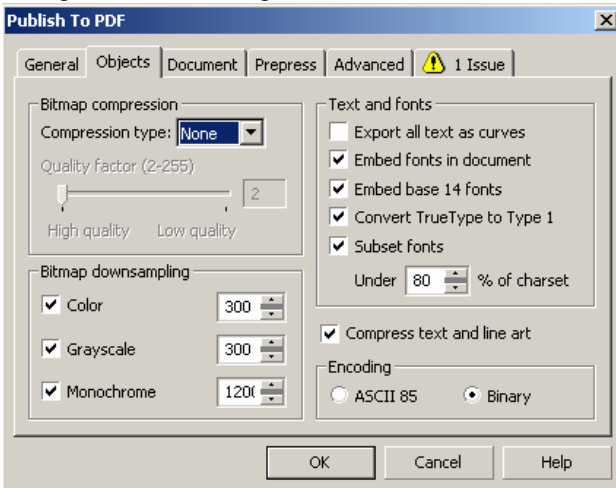 Publish To PDF
General Objects Document Prepress Advanced 1 Issue
Bitmap compression
Compression type: None
Quality factor (2-255)
2
High quality Low quality
Bitmap downsampling
Color 300
Grayscale 300
Monochrome 120(
Text and fonts
Export all text as curves
Embed fonts in document
Embed base 14 fonts
Convert TrueType to Type 1
Subset fonts
Under 80 % of charset
Compress text and line art
Encoding
ASCII 85 Binary
OK Cancel Help